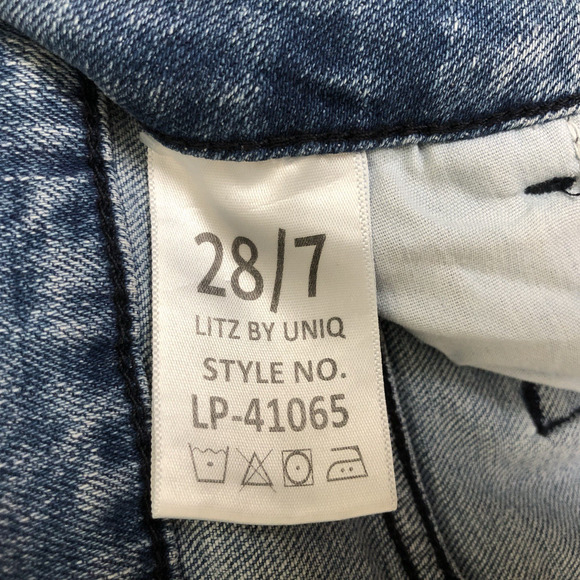 28/7
LITZ BY UNIQ
STYLE NO.
LP-41065